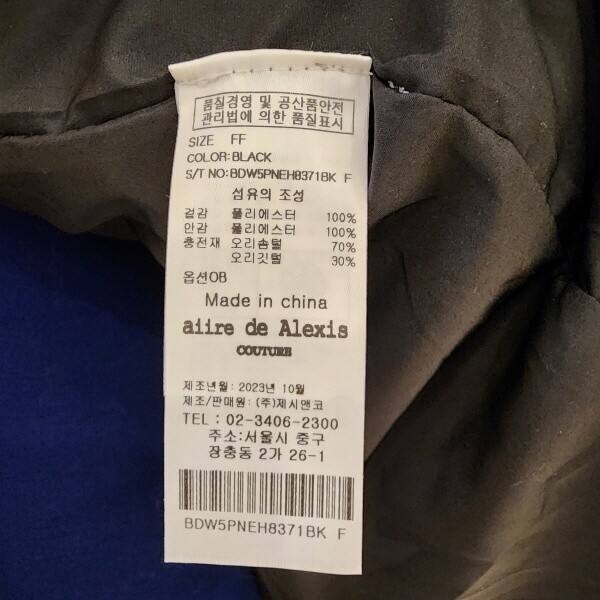 품질경영 및 공산품안전
관리법에 의한 품질표시
SIZE FF
COLOR:BLACK
S/T NO:BDW5PNEH8371BK F
섬유의 조성
겉감 폴리에스터 100%
안감 폴리에스터 100%
충전재 오리솜털 70%
오리깃털 30%
옵션OB
Made in china
aiire de Alexis
COUTURE
제조년월: 2023년 10월
제조/판매원: (주)제시앤코
TEL : 02-3406-2300
주소:서울시 중구
장충동 2가 26-1
BDW5PNEH8371BK F